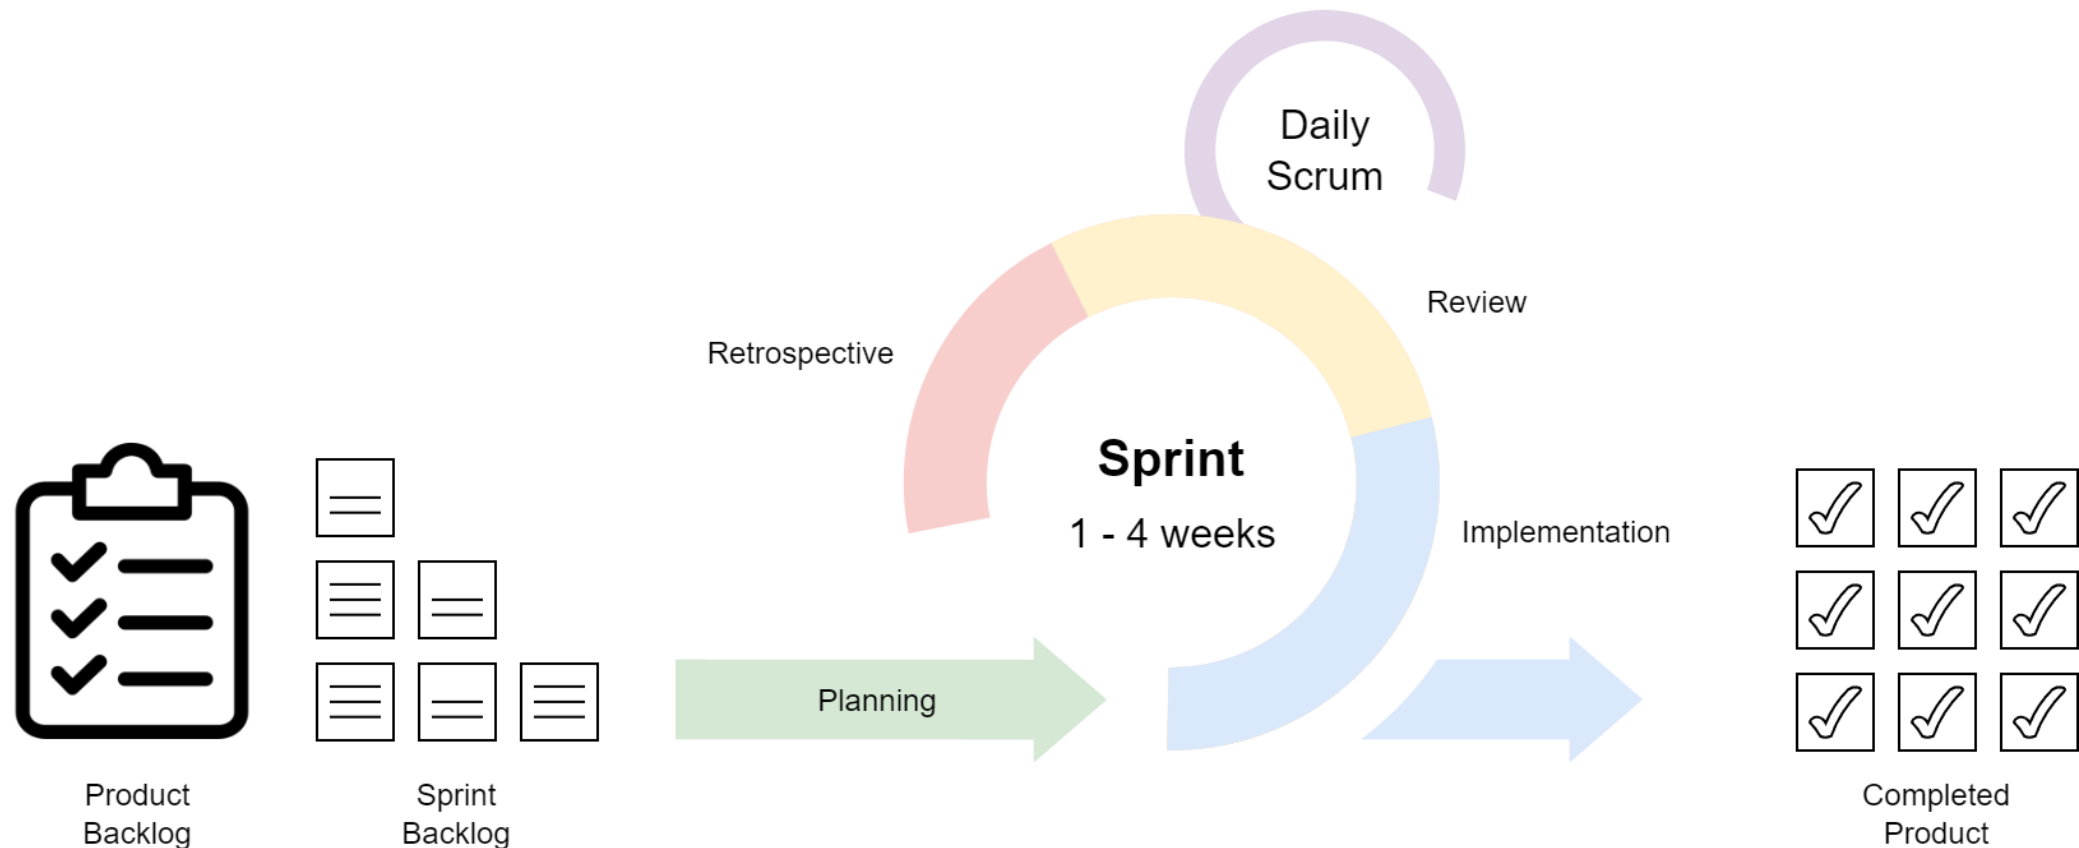 Daily
Scrum
Review
Retrospective
Sprint
1 - 4 weeks
Implementation
Planning
Product
Backlog
Sprint
Backlog
Completed
Product